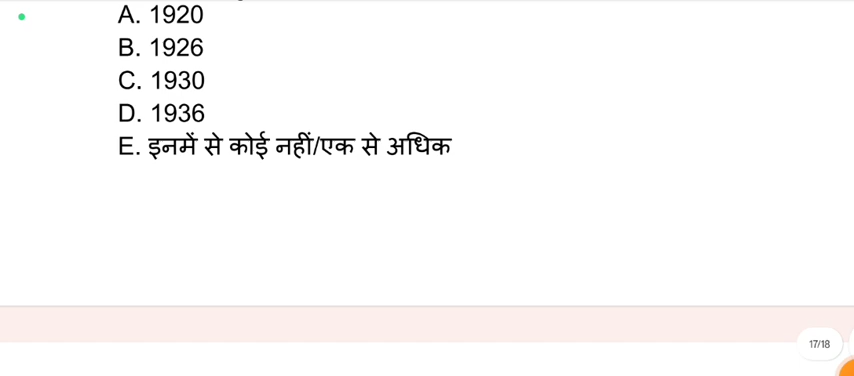 A. 1920
B. 1926
C. 1930
D. 1936
E. इनमें से कोई नहीं/एक से अधिक
17/18